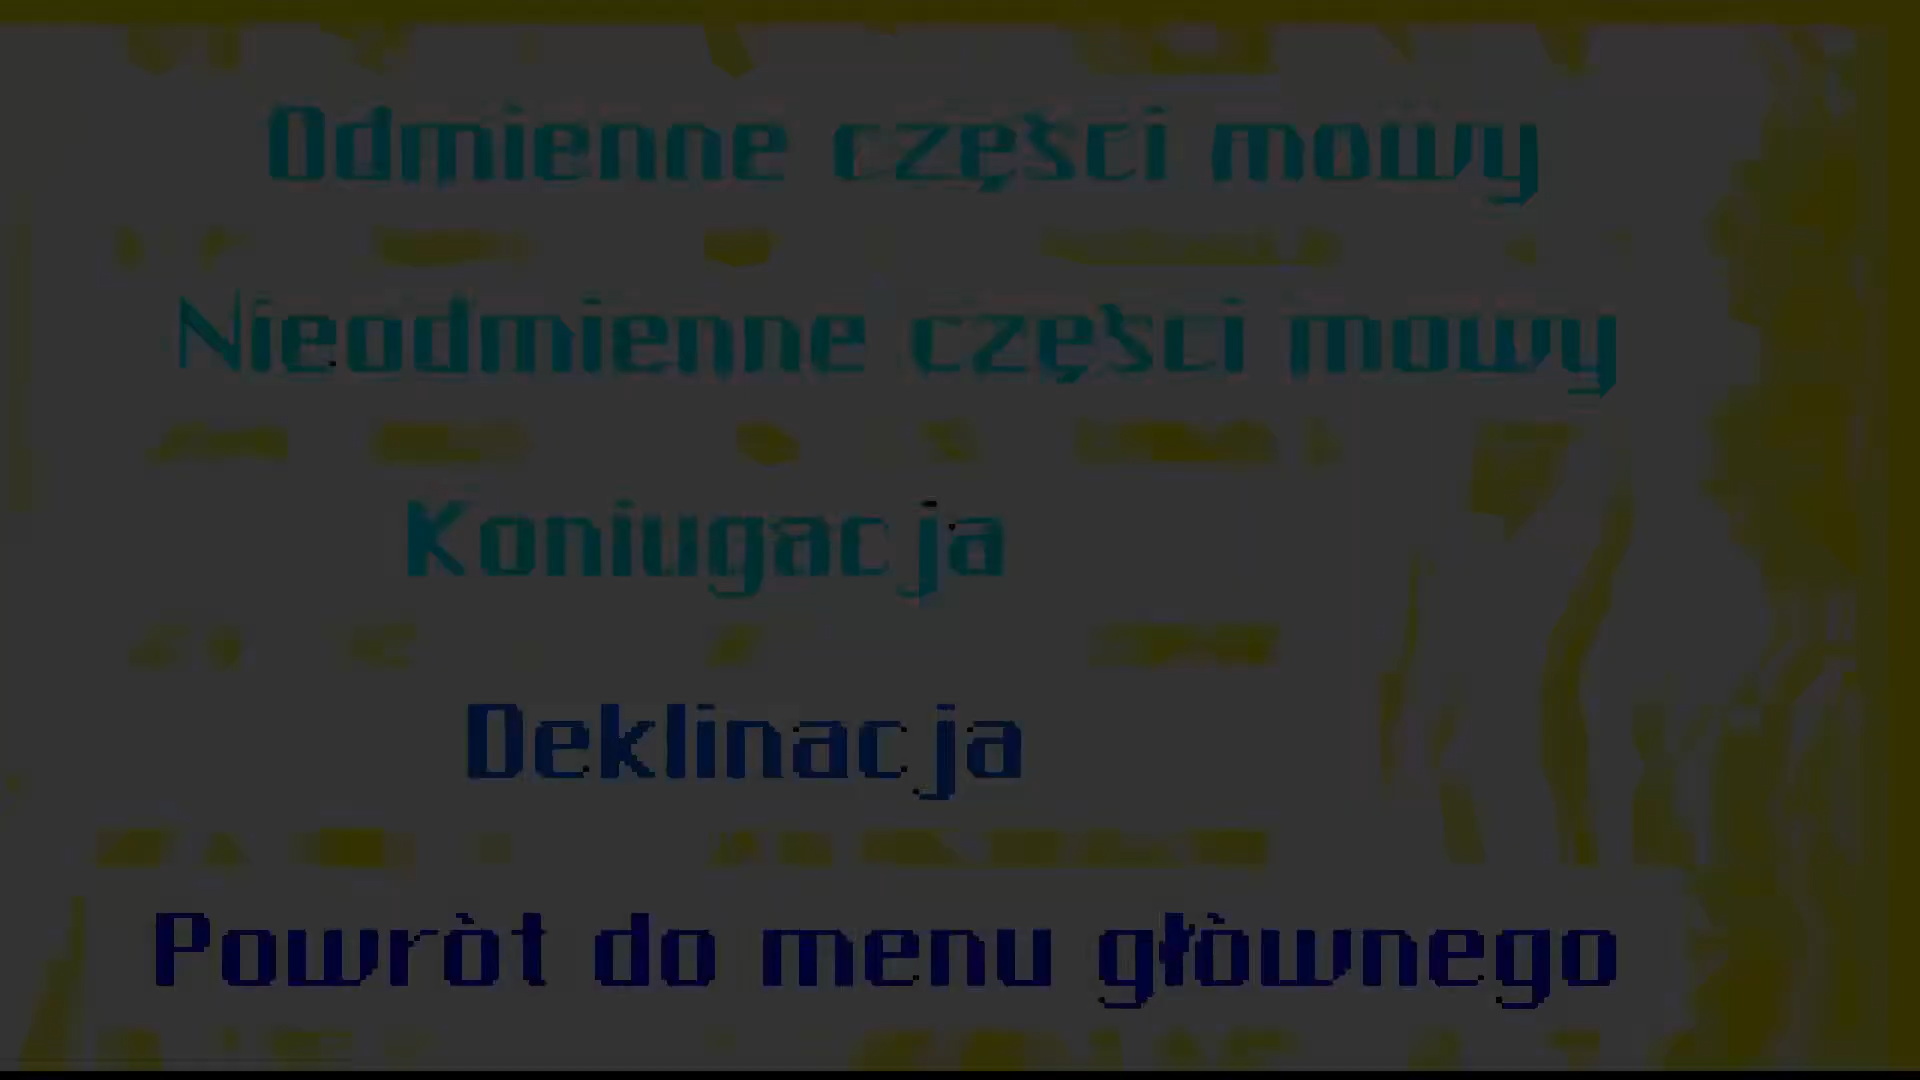 Odmienne części mowy
Nieodmienne części mowy
Koniugacja
Deklinacja
Powròt do menu głòwnego